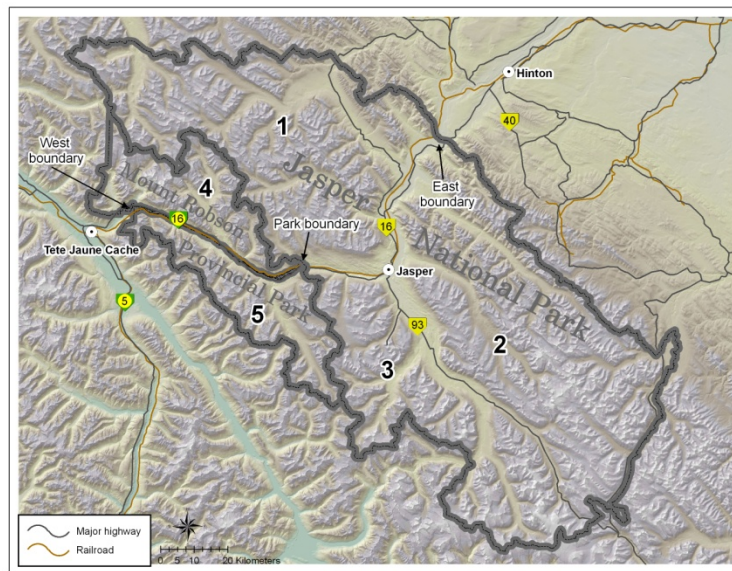 Hinton
1
40
West
boundary
Jasper
East
boundary
4
Mount Robson
16
Park boundary
16
National Park
Tete Jaune Cache
Provincial Park
Jasper
5
5
93
2
3
Major highway
Railroad
0 5 10 20 Kilometers